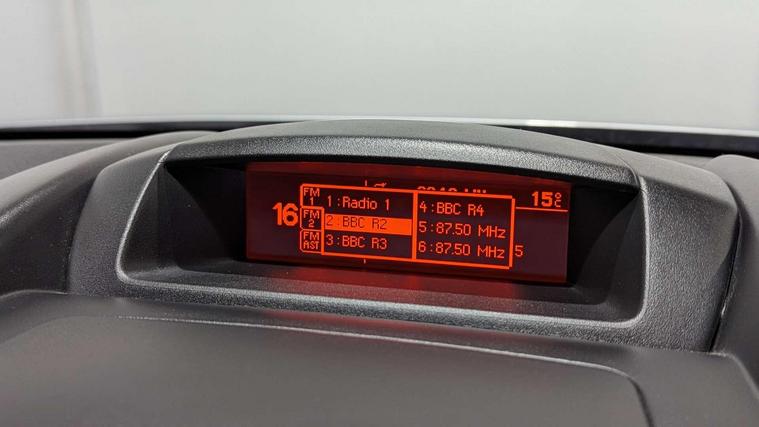 15°C
16
FM 1
FM 2
FM AST
1:Radio 1
2:BBC R2
3:BBC R3
4:BBC R4
5:87.50 MHz
6:87.50 MHz
5